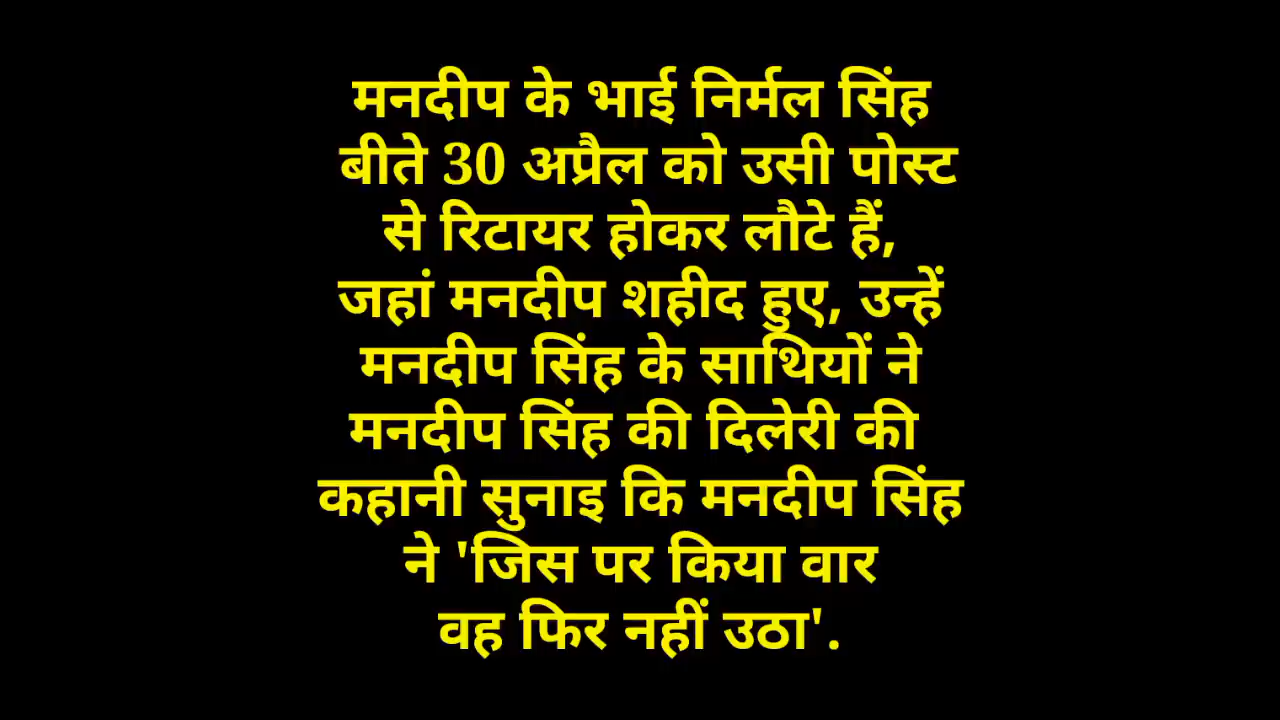 मनदीप के भाई निर्मल सिंह
बीते 30 अप्रैल को उसी पोस्ट
से रिटायर होकर लौटे हैं,
जहां मनदीप शहीद हुए, उन्हें
मनदीप सिंह के साथियों ने
मनदीप सिंह की दिलेरी की
कहानी सुनाइ कि मनदीप सिंह
ने 'जिस पर किया वार
वह फिर नहीं उठा'.